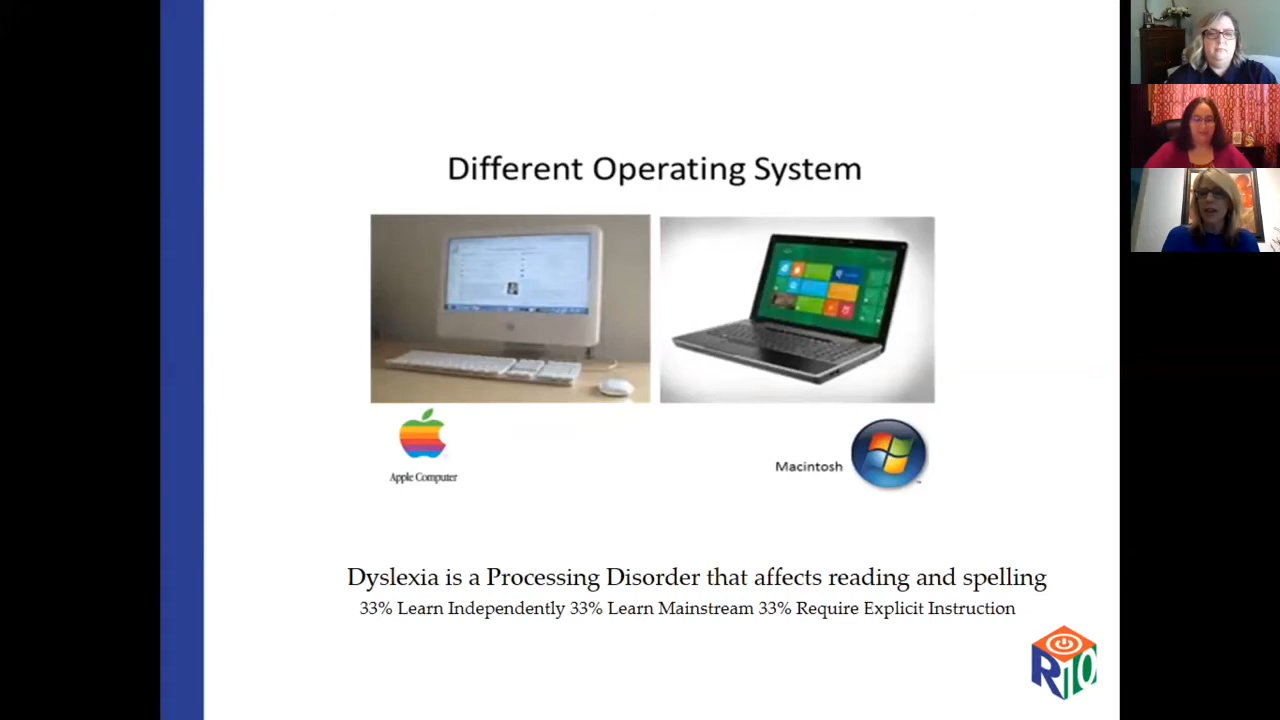 Different Operating System
Apple Computer
Macintosh
Dyslexia is a Processing Disorder that affects reading and spelling
33% Learn Independently 33% Learn Mainstream 33% Require Explicit Instruction
R10